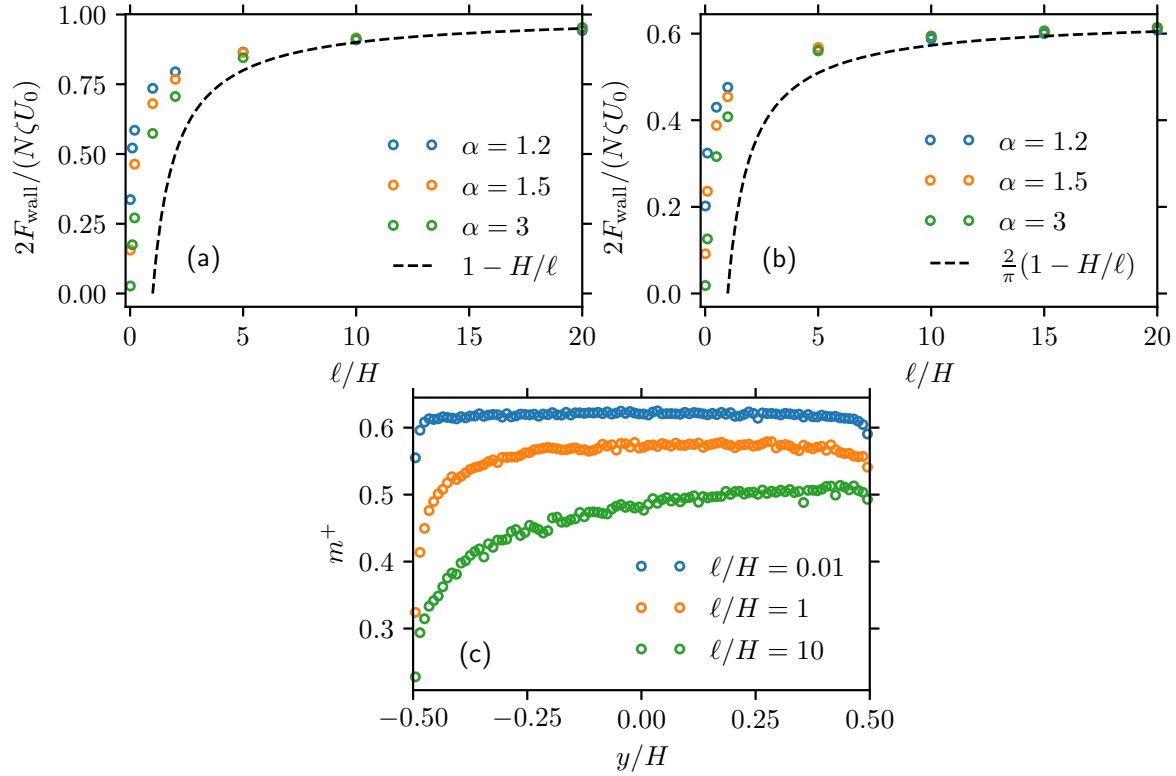 1.00
0.75
0.50
0.25
0.00
2F_wall/(NζU_0)
α = 1.2
α = 1.5
α = 3
1 − H/ℓ
(a)
0 5 10 15 20
ℓ/H
0.6
0.4
0.2
0.0
2F_wall/(NζU_0)
α = 1.2
α = 1.5
α = 3
2/π(1 − H/ℓ)
(b)
0 5 10 15 20
ℓ/H
0.6
0.5
0.4
0.3
m⁺
ℓ/H = 0.01
ℓ/H = 1
ℓ/H = 10
(c)
−0.50 −0.25 0.00 0.25 0.50
y/H